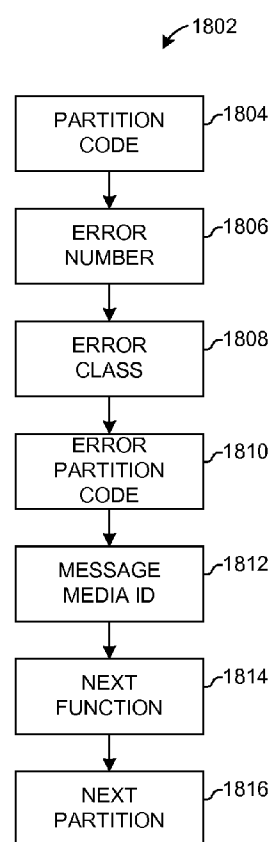 1802
PARTITION
CODE
1804
ERROR
NUMBER
1806
ERROR
CLASS
1808
ERROR
PARTITION
CODE
1810
MESSAGE
MEDIA ID
1812
NEXT
FUNCTION
1814
NEXT
PARTITION
1816